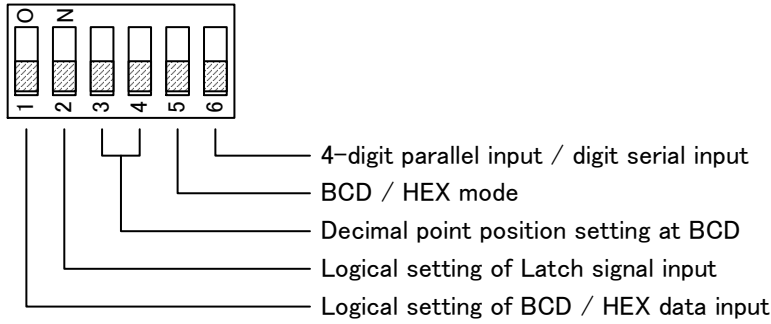 O N
1 2 3 4 5 6
4-digit parallel input / digit serial input
BCD / HEX mode
Decimal point position setting at BCD
Logical setting of Latch signal input
Logical setting of BCD / HEX data input